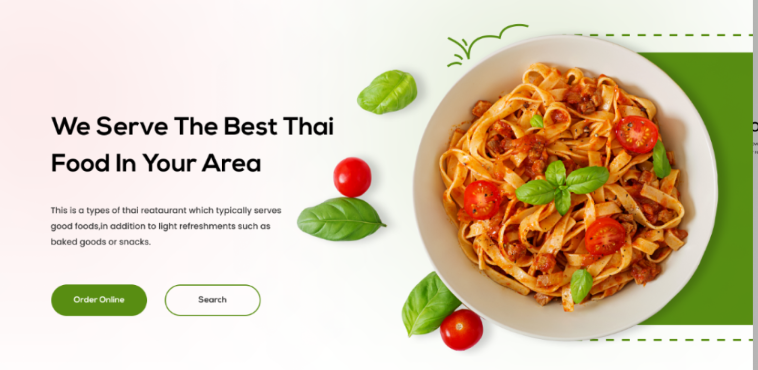 We Serve The Best Thai
Food In Your Area
This is a types of thai reataurant which typically serves
good foods,in addition to light refreshments such as
baked goods or snacks.
Order Online
Search